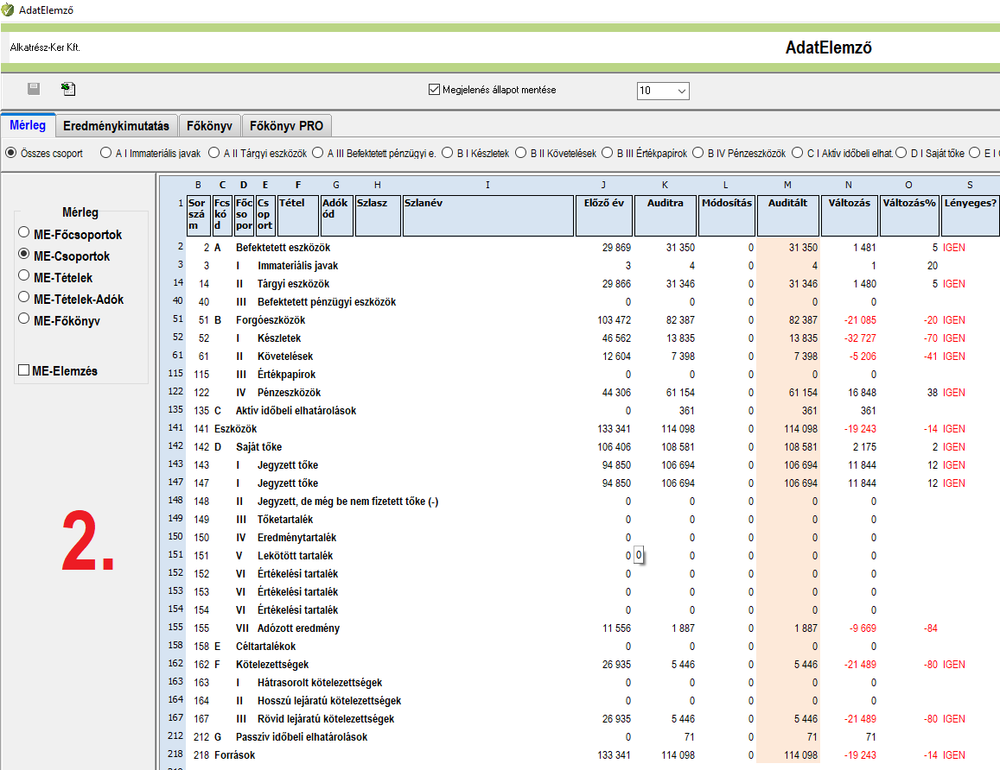 AdatElemző
Alkatrész-Ker Kft.
AdatElemző
Megjelenés állapot mentése
10
Mérleg Eredménykimutatás Főkönyv Főkönyv PRO
Összes csoport A I Immateriális javak A II Tárgyi eszközök A III Befektetett pénzügyi e. B I Készletek B II Követelések B III Értékpapírok B IV Pénzeszközök C I Aktív időbeli elhat. D I Saját tőke E I
Mérleg
ME-Főcsoportok
ME-Csoportok
ME-Tételek
ME-Tételek-Adók
ME-Főkönyv
ME-Elemzés
2.
B C D E F G H I J K L M N O S
1 Sor szá m Fcs kó d Főc so por Cs op ort Tétel Adók ód Szlasz Szlanév Előző év Auditra Módosítás Auditált Változás Változás% Lényeges?
2 2 A Befektetett eszközök 29 869 31 350 0 31 350 1 481 5 IGEN
3 3 I Immateriális javak 3 4 0 4 1 20
14 14 II Tárgyi eszközök 29 866 31 346 0 31 346 1 480 5 IGEN
40 40 III Befektetett pénzügyi eszközök 0 0 0 0 0
51 51 B Forgóeszközök 103 472 82 387 0 82 387 -21 085 -20 IGEN
52 52 I Készletek 46 562 13 835 0 13 835 -32 727 -70 IGEN
61 61 II Követelések 12 604 7 398 0 7 398 -5 206 -41 IGEN
115 115 III Értékpapírok 0 0 0 0 0
122 122 IV Pénzeszközök 44 306 61 154 0 61 154 16 848 38 IGEN
135 135 C Aktív időbeli elhatárolások 0 361 0 361 361
141 141 Eszközök 133 341 114 098 0 114 098 -19 243 -14 IGEN
142 142 D Saját tőke 106 406 108 581 0 108 581 2 175 2 IGEN
143 143 I Jegyzett tőke 94 850 106 694 0 106 694 11 844 12 IGEN
147 147 I Jegyzett tőke 94 850 106 694 0 106 694 11 844 12 IGEN
148 148 II Jegyzett, de még be nem fizetett tőke (-) 0 0 0 0 0
149 149 III Tőketartalék 0 0 0 0 0
150 150 IV Eredménytartalék 0 0 0 0 0
151 151 V Lekötött tartalék 0 0 0 0 0 0
152 152 VI Értékelési tartalék 0 0 0 0 0
153 153 VI Értékelési tartalék 0 0 0 0 0
154 154 VI Értékelési tartalék 0 0 0 0 0
155 155 VII Adózott eredmény 11 556 1 887 0 1 887 -9 669 -84
158 158 E Céltartalékok 0 0 0 0 0
162 162 F Kötelezettségek 26 935 5 446 0 5 446 -21 489 -80 IGEN
163 163 I Hátrasorolt kötelezettségek 0 0 0 0 0
164 164 II Hosszú lejáratú kötelezettségek 0 0 0 0 0
167 167 III Rövid lejáratú kötelezettségek 26 935 5 446 0 5 446 -21 489 -80 IGEN
212 212 G Passzív időbeli elhatárolások 0 71 0 71 71
218 218 Források 133 341 114 098 0 114 098 -19 243 -14 IGEN